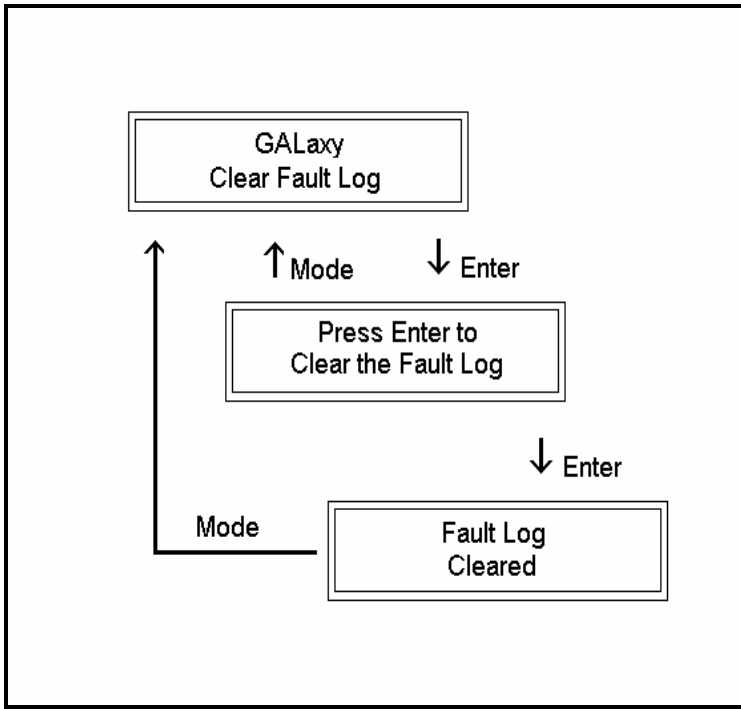 GALaxy
Clear Fault Log
Mode
Enter
Press Enter to
Clear the Fault Log
Enter
Mode
Fault Log
Cleared